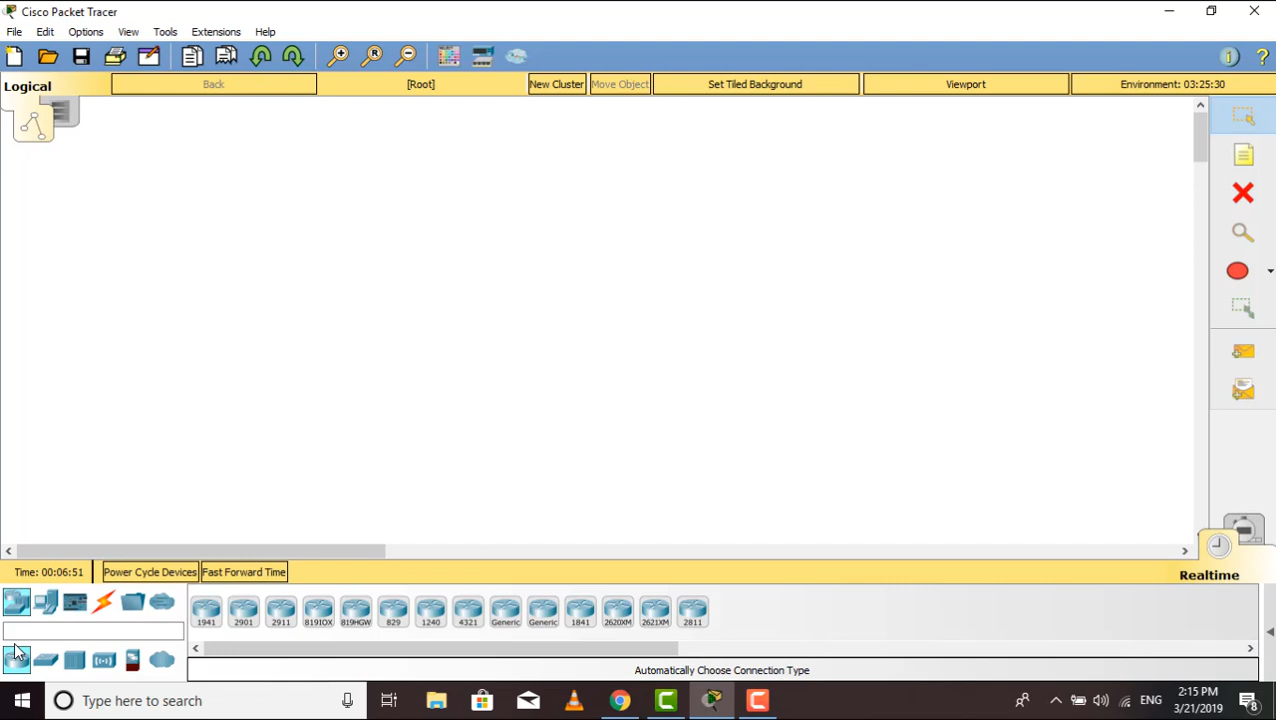 Cisco Packet Tracer
File Edit Options View Tools Extensions Help
Logical Back [Root] New Cluster Move Object Set Tiled Background Viewport Environment: 03:25:30
Time: 00:06:51 Power Cycle Devices Fast Forward Time Realtime
1941 2901 2911 819IOX 819HGW 829 1240 4321 Generic Generic 1841 2620XM 2621XM 2811
Automatically Choose Connection Type
Type here to search
ENG
2:15 PM
3/21/2019
8